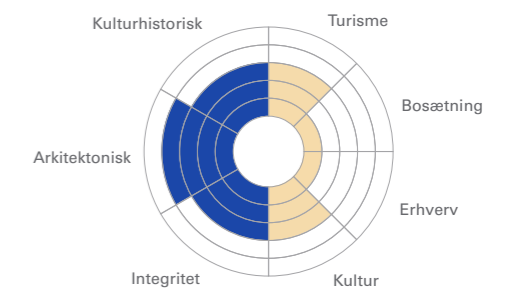 Kulturhistorisk
Turisme
Bosætning
Arkitektonisk
Erhverv
Integritet
Kultur